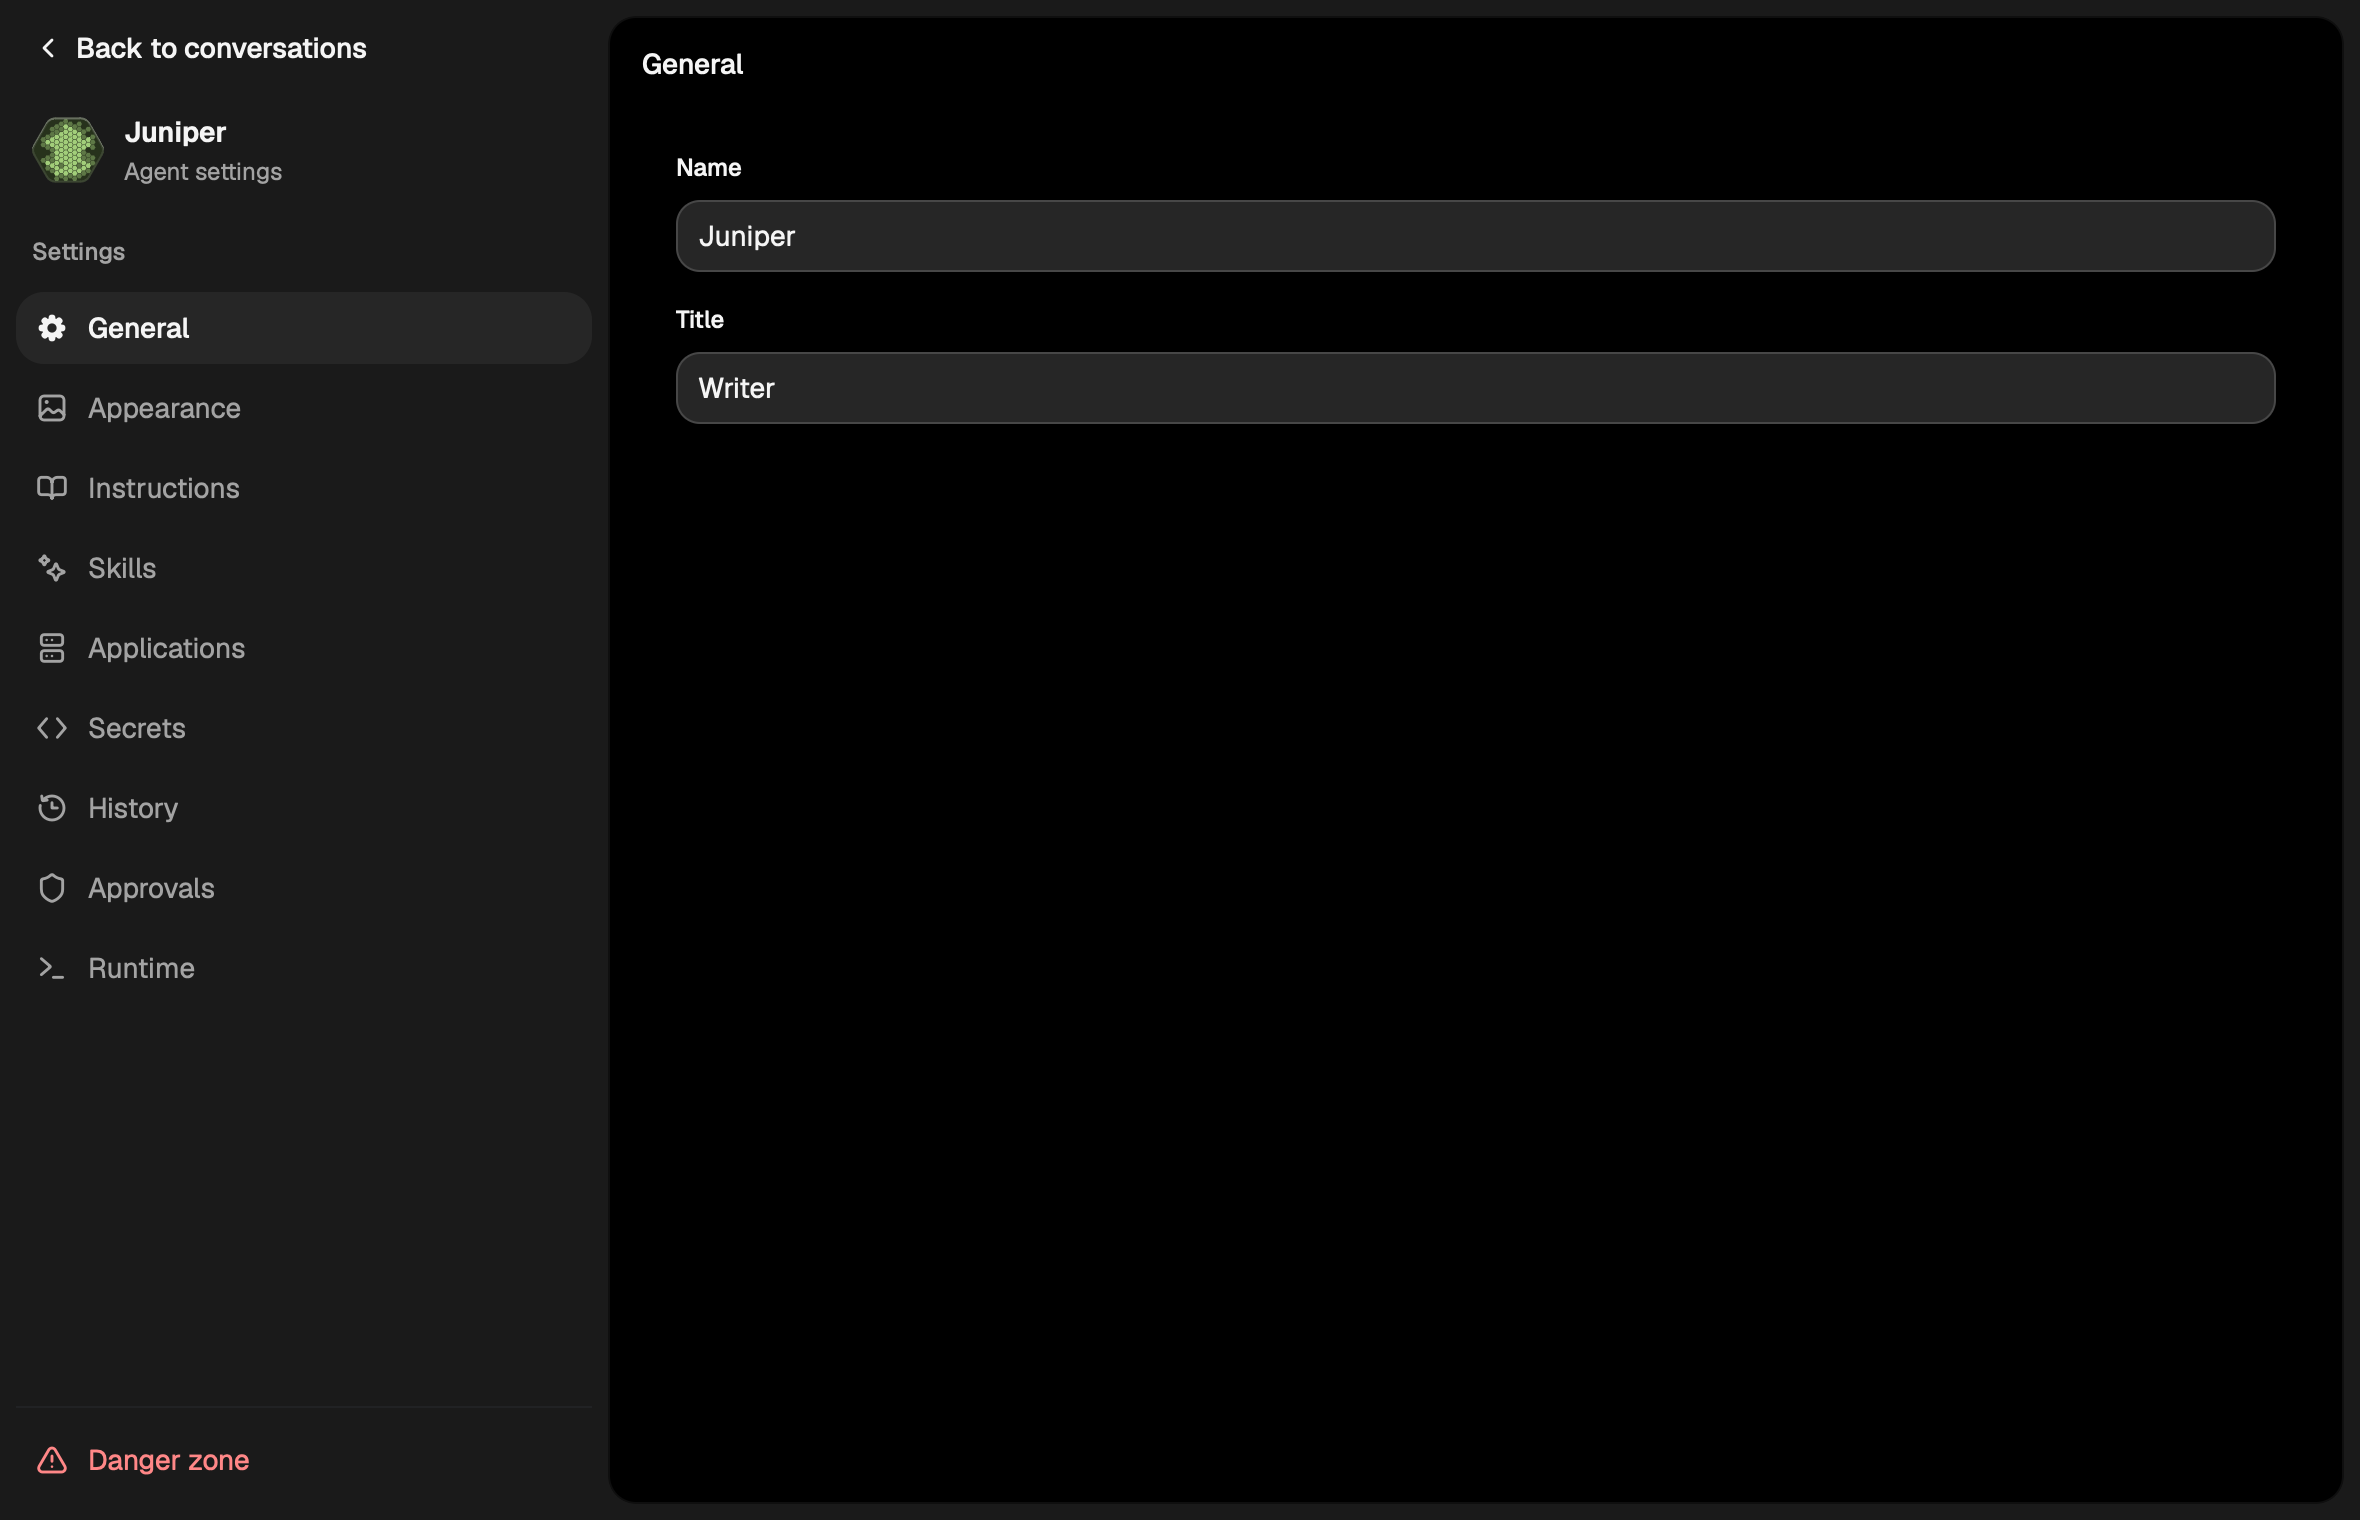 Back to conversations
Juniper
Agent settings
Settings
General
Appearance
Instructions
Skills
Applications
Secrets
History
Approvals
Runtime
Danger zone
General
Name
Juniper
Title
Writer